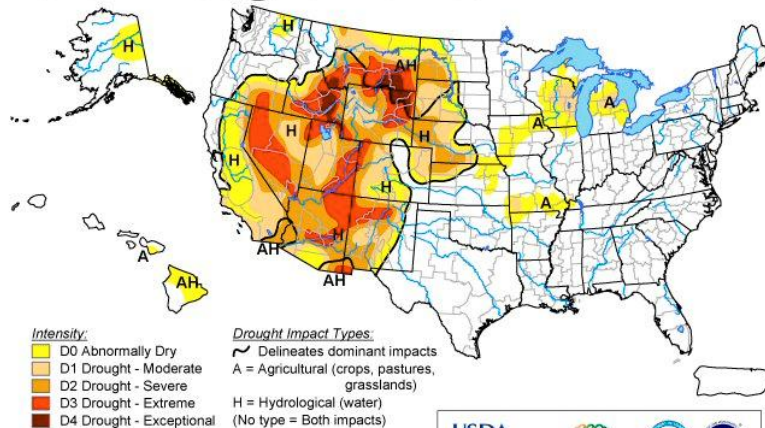 H
H
AH
A
A
H
H
H
H
A
H
AH
AH
A
AH
Intensity:
D0 Abnormally Dry
D1 Drought - Moderate
D2 Drought - Severe
D3 Drought - Extreme
D4 Drought - Exceptional
Drought Impact Types:
Delineates dominant impacts
A = Agricultural (crops, pastures,
grasslands)
H = Hydrological (water)
(No type = Both impacts)
USDA